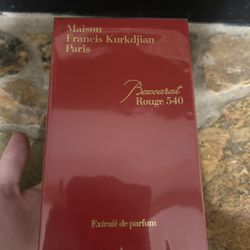 Maison
Francis Kurkdjian
Paris
Baccarat
Rouge 540
Extrait de parfum